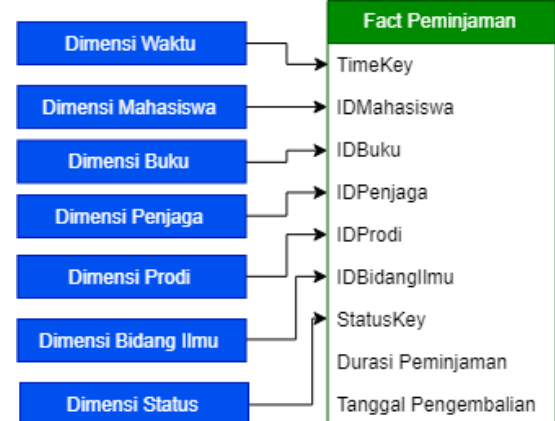 Dimensi Waktu
Dimensi Mahasiswa
Dimensi Buku
Dimensi Penjaga
Dimensi Prodi
Dimensi Bidang Ilmu
Dimensi Status
Fact Peminjaman
TimeKey
IDMahasiswa
IDBuku
IDPenjaga
IDProdi
IDBidangIlmu
StatusKey
Durasi Peminjaman
Tanggal Pengembalian